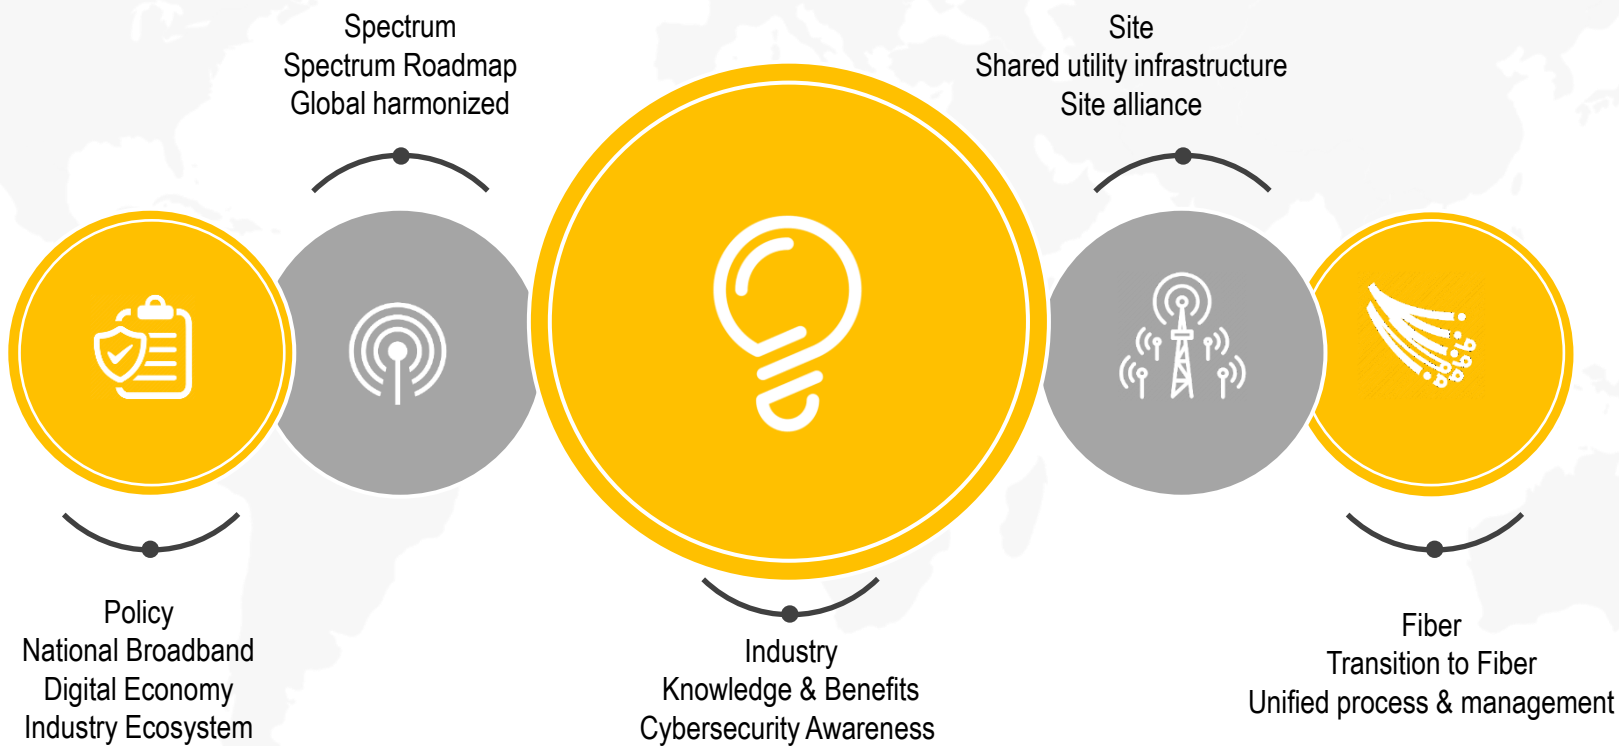 Spectrum
Spectrum Roadmap
Global harmonized
Site
Shared utility infrastructure
Site alliance
Policy
National Broadband
Digital Economy
Industry Ecosystem
Industry
Knowledge & Benefits
Cybersecurity Awareness
Fiber
Transition to Fiber
Unified process & management